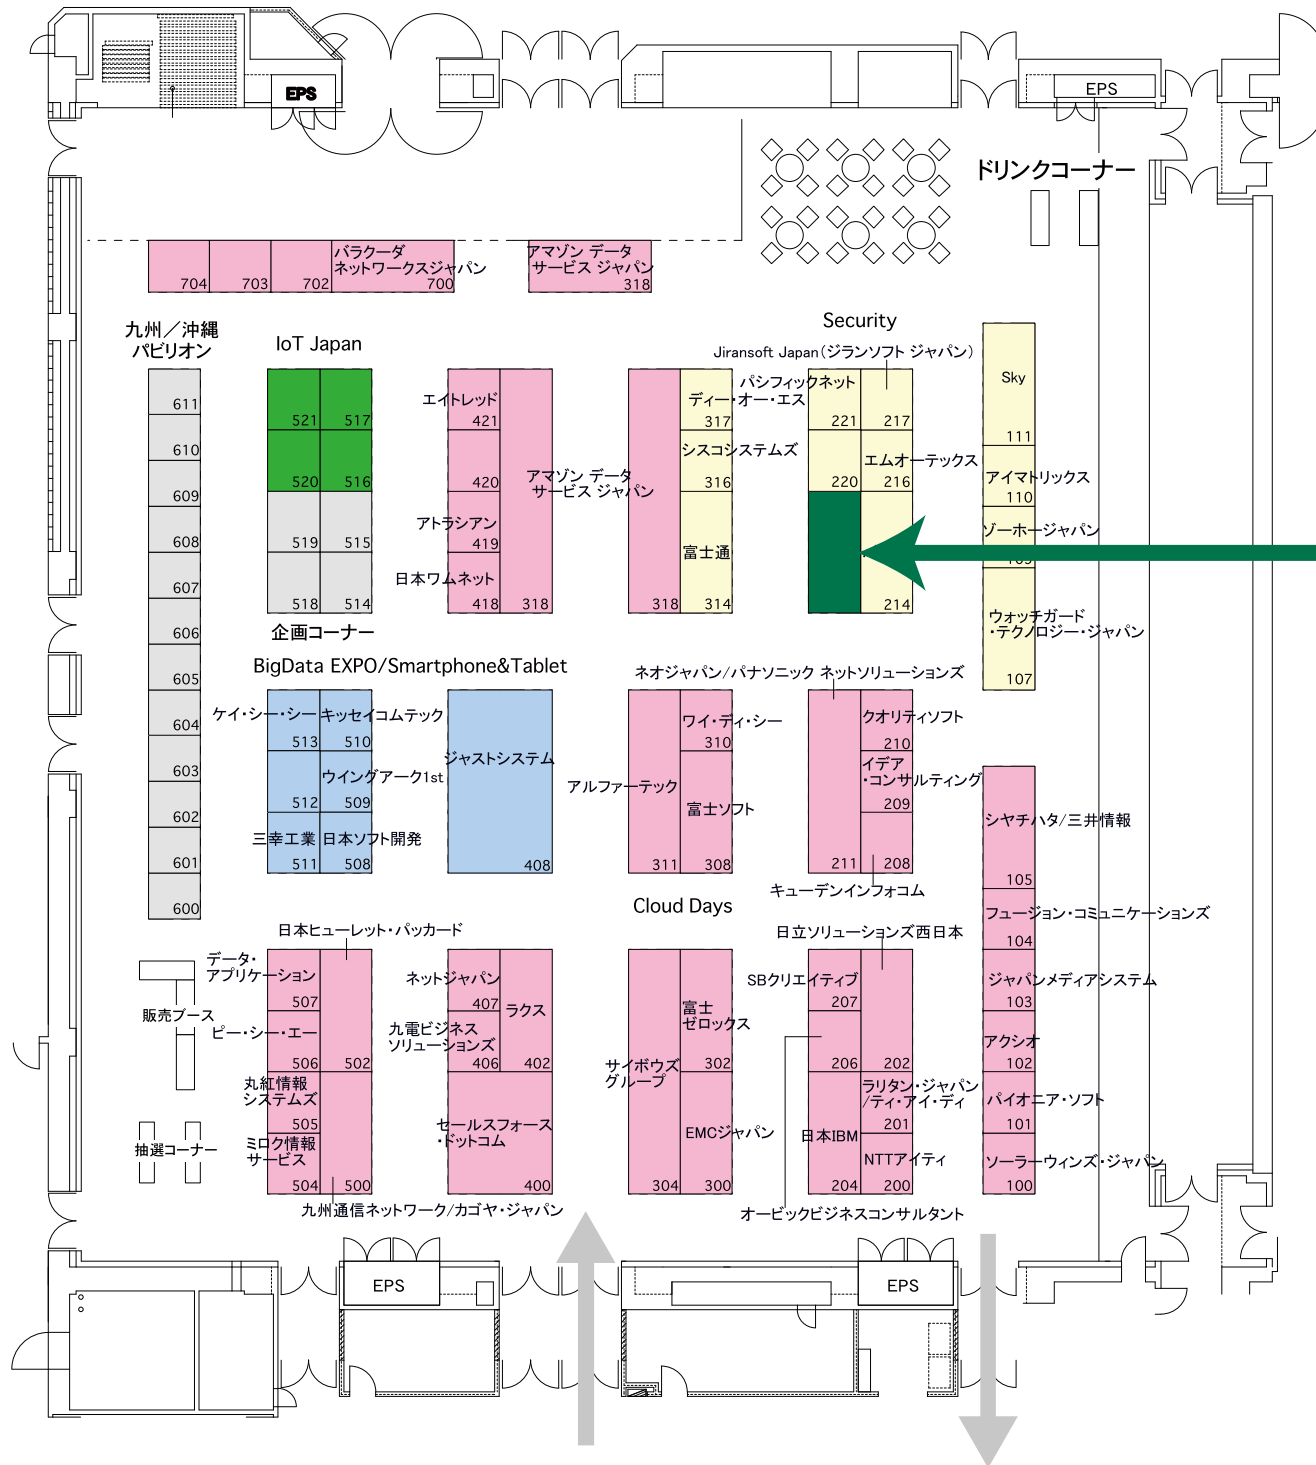 EPS
EPS
ドリンクコーナー
バラクーダ
ネットワークスジャパン
704
703
702
700
アマゾン データ
サービス ジャパン
318
九州／沖縄
パビリオン
611
610
609
608
607
606
605
604
603
602
601
600
IoT Japan
521
517
520
516
519
515
518
514
企画コーナー
エイトレッド
421
420
アトラシアン
419
日本ワムネット
418
318
アマゾン データ
サービス ジャパン
318
ディー・オー・エス
317
シスコシステムズ
316
富士通
314
Security
Jiransoft Japan（ジランソフト ジャパン）
パシフィックネット
221
217
220
エムオーテックス
216
214
Sky
111
アイマトリックス
110
ゾーホージャパン
ウォッチガード
・テクノロジー・ジャパン
107
BigData EXPO/Smartphone&Tablet
ケイ・シー・シー
513
キッセイコムテック
510
512
ウイングアーク1st
509
三幸工業
511
日本ソフト開発
508
ジャストシステム
408
アルファーテック
311
ワイ・ディ・シー
310
富士ソフト
308
ネオジャパン/パナソニック ネットソリューションズ
211
クオリティソフト
210
イデア
・コンサルティング
209
208
キューデンインフォコム
シヤチハタ/三井情報
105
フュージョン・コミュニケーションズ
104
ジャパンメディアシステム
103
アクシオ
102
パイオニア・ソフト
101
ソーラーウィンズ・ジャパン
100
Cloud Days
日本ヒューレット・パッカード
データ・
アプリケーション
507
ピー・シー・エー
506
502
丸紅情報
システムズ
505
ミロク情報
サービス
504
500
九州通信ネットワーク/カゴヤ・ジャパン
ネットジャパン
407
九電ビジネス
ソリューションズ
406
ラクス
402
セールスフォース
・ドットコム
400
サイボウズ
グループ
304
富士
ゼロックス
302
EMCジャパン
300
日立ソリューションズ西日本
SBクリエイティブ
207
206
202
ラリタン・ジャパン
/ティ・アイ・ディ
201
日本IBM
204
NTTアイティ
200
オービックビジネスコンサルタント
販売ブース
抽選コーナー
EPS
EPS